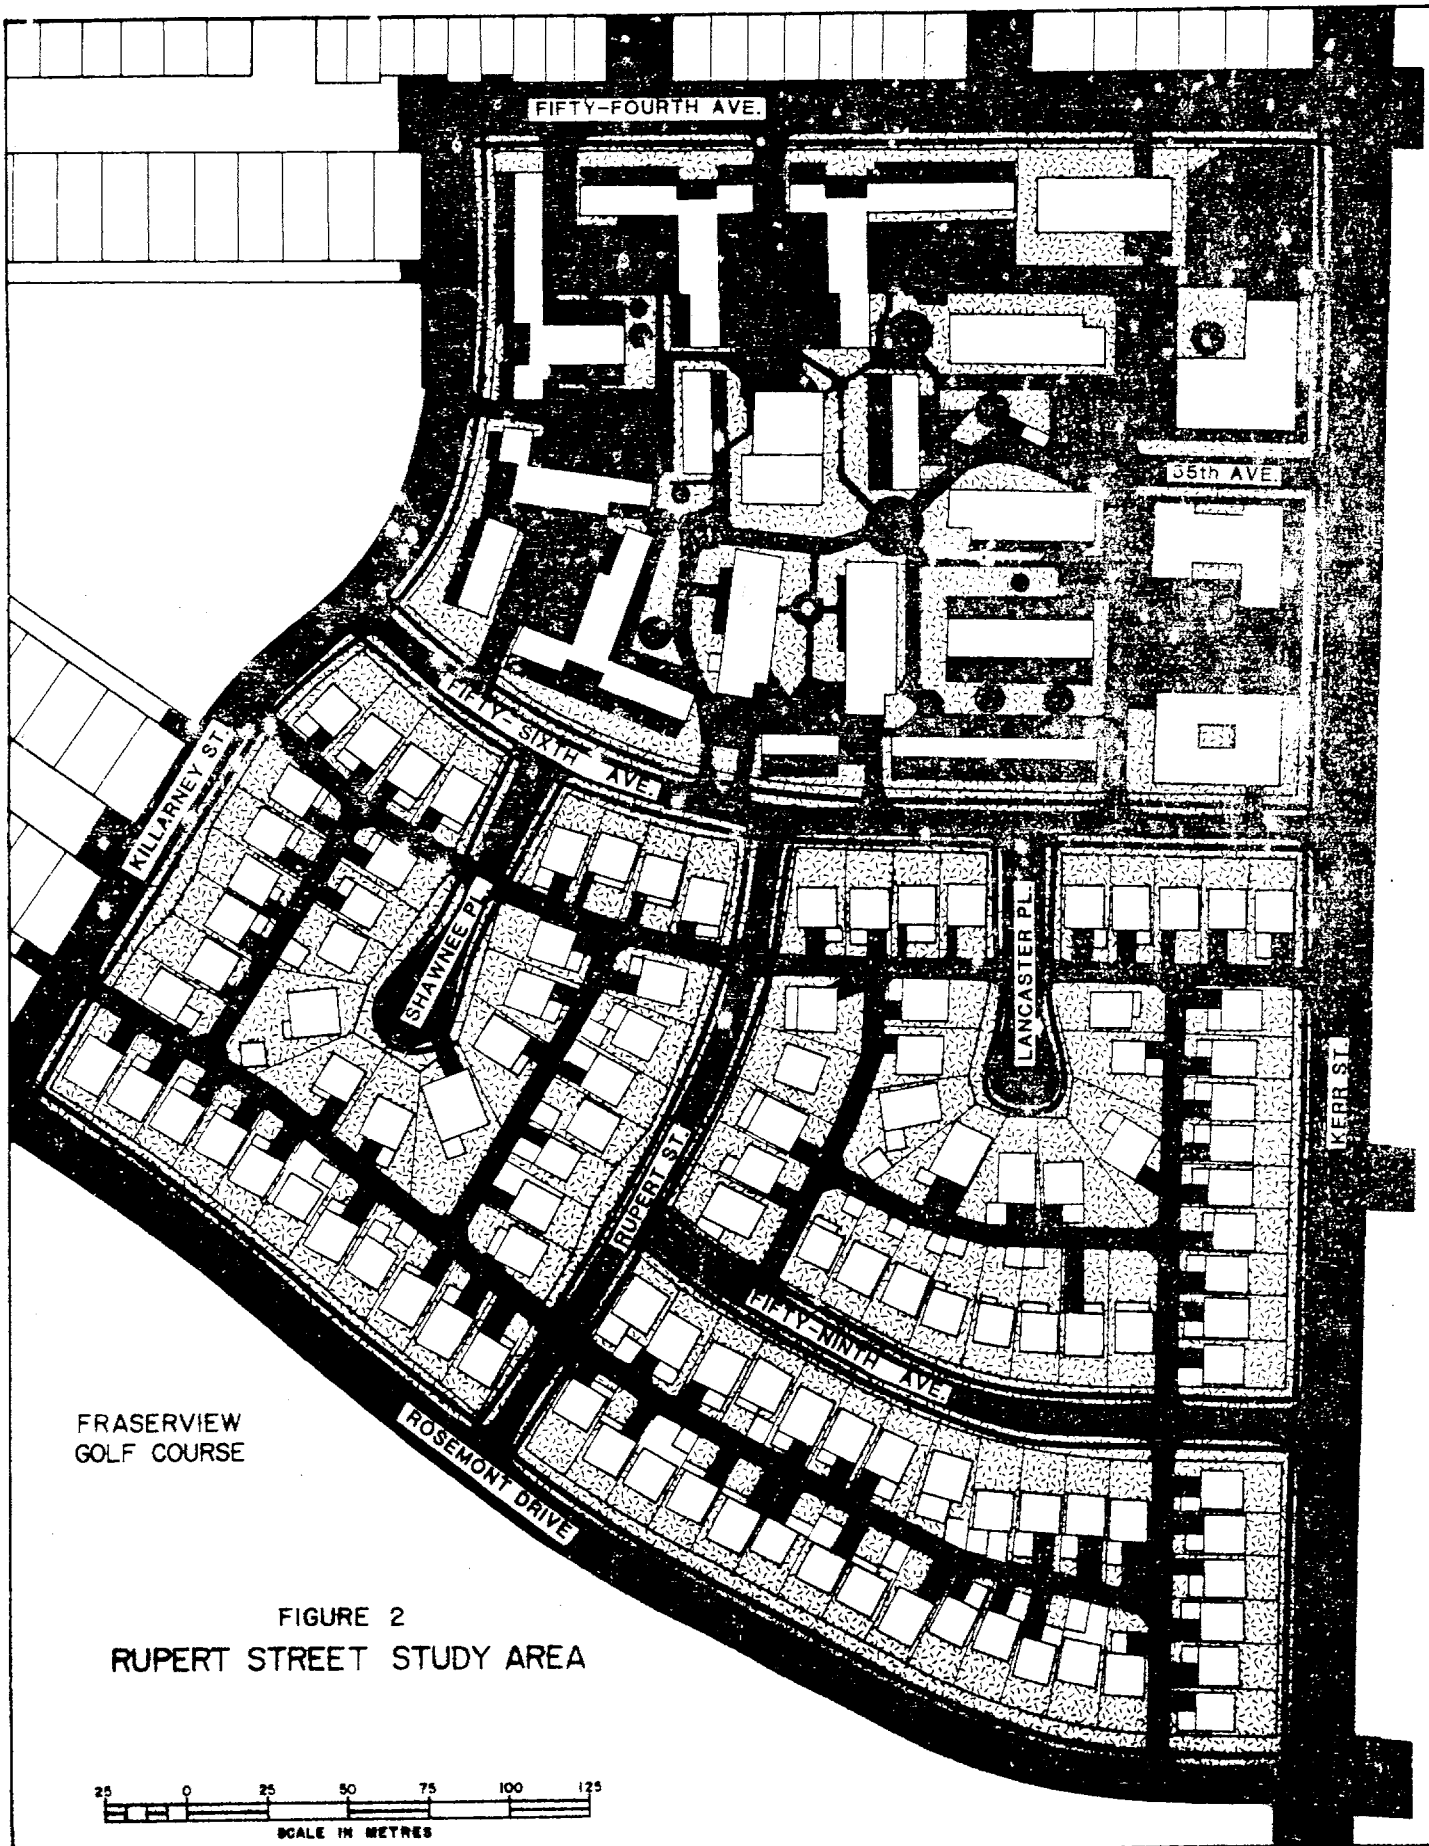 FIFTY-FOURTH AVE.
55th AVE.
FIFTY-SIXTH AVE.
KILLARNEY ST.
SHAWNEE PL.
LANCASTER PL.
KERR ST.
RUPERT ST.
FIFTY-NINTH AVE.
ROSEMONT DRIVE
FRASERVIEW
GOLF COURSE
FIGURE 2
RUPERT STREET STUDY AREA
25 0 25 50 75 100 125
SCALE IN METRES